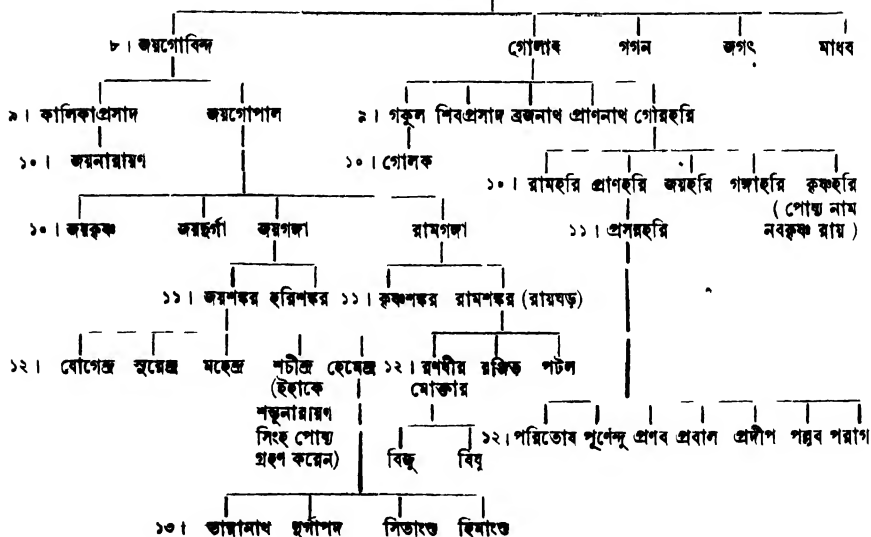 ৮। জয়গোবিন্দ গোলাব গগন জগৎ মাধব
৯। কালিকাপ্রসাদ জয়গোপাল ৯। গকুল শিবপ্রসাদ ব্রজনাথ প্রাণনাথ গোরহরি
১০। জয়নারায়ণ ১০। গোলক
১০। রামহরি প্রাণহরি জয়হরি গঙ্গাহরি কৃষ্ণহরি
১০। জয়কৃষ্ণ জয়দুর্গা জয়গঙ্গা রামগঙ্গা ১১। প্রসন্নহরি
( পোষ্য নাম
নবকৃষ্ণ রায় )
১১। জয়শঙ্কর হরিশঙ্কর ১১। কৃষ্ণশঙ্কর রামশঙ্কর (রায়ঘড়)
১২। যোগেন্দ্র সুরেন্দ্র মহেন্দ্র শচীন্দ্র হেমেন্দ্র ১২। রণধীর রঞ্জিত পটল
(ইহাকে মোক্তার
শম্ভুনারায়ণ
সিংহ পোষ্য
গ্রহণ করেন) বিজু বিধু
১২। পরিতোষ পূর্ণেন্দু প্রণব প্রবাল প্রদীপ পল্লব পরাগ
১৩। তারানাথ দুর্গাপদ সিতাংশু হিমাংশু